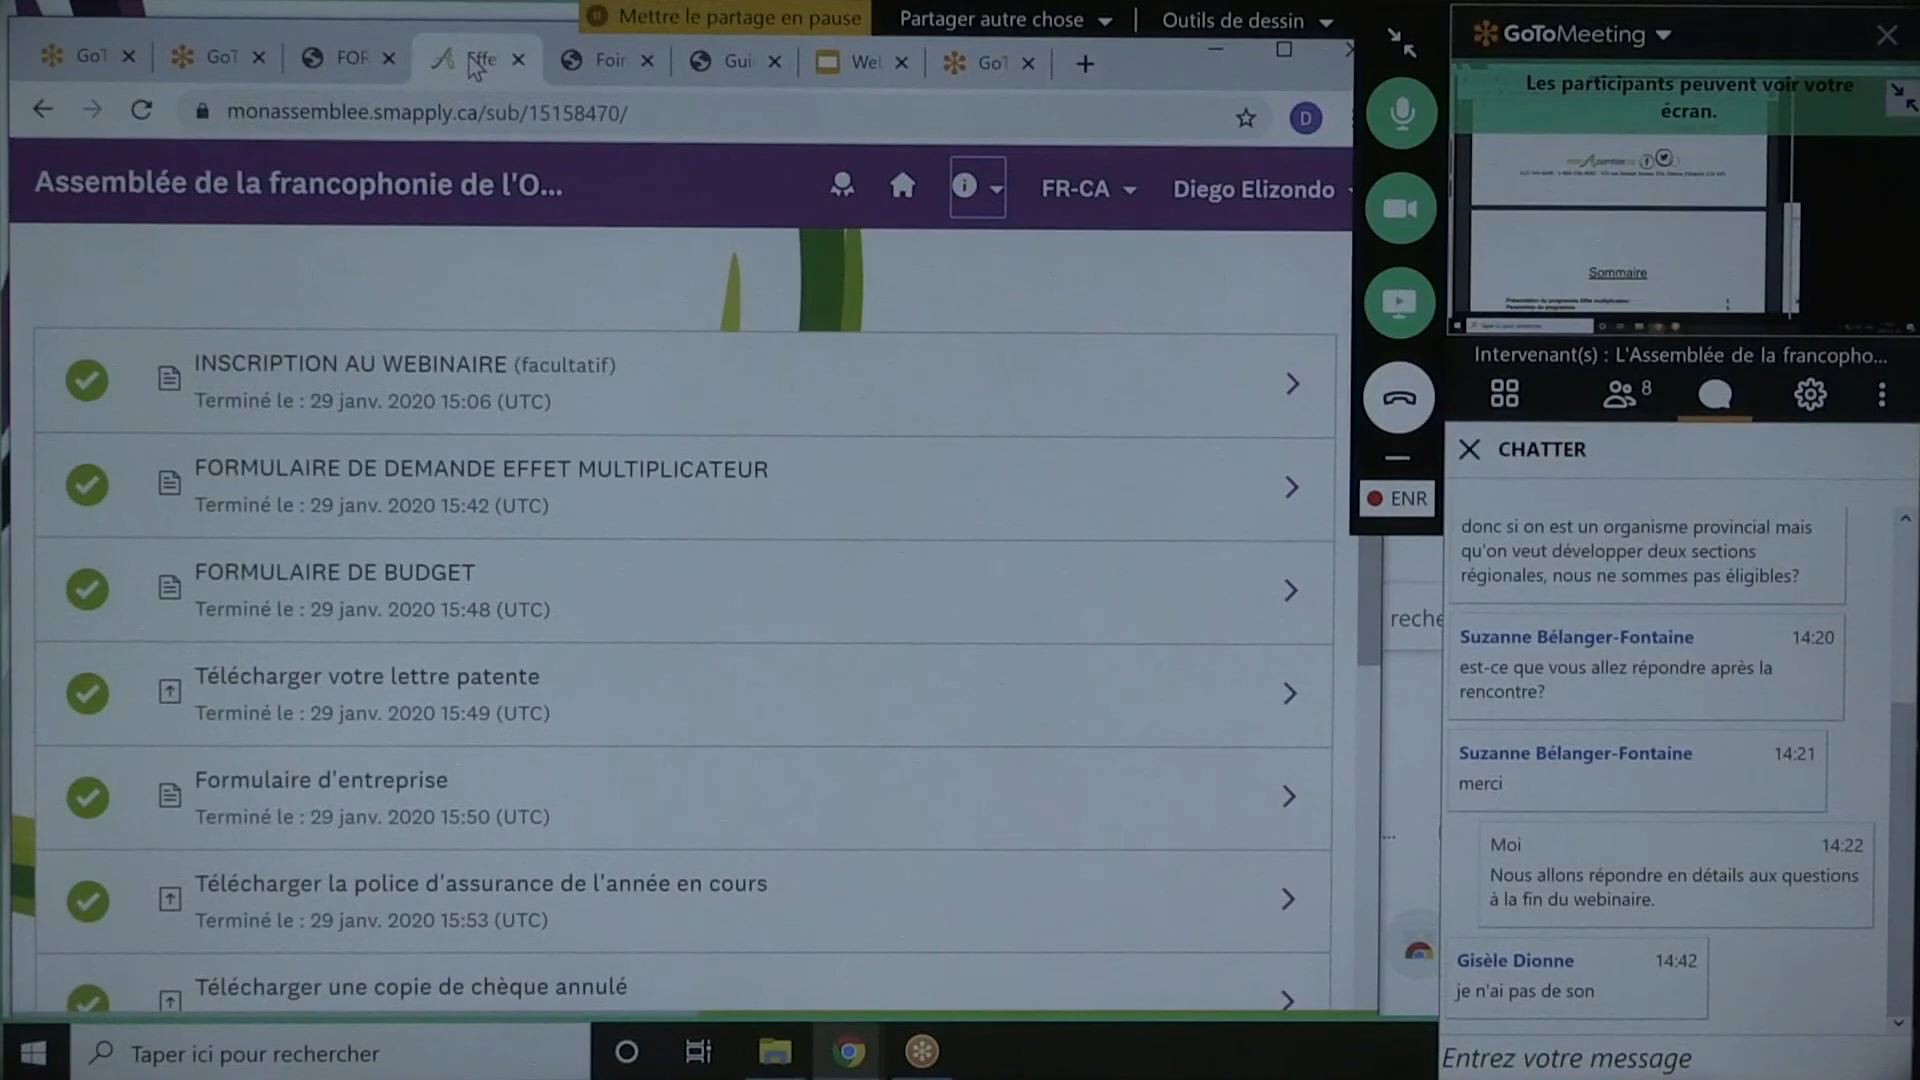 Mettre le partage en pause
Partager autre chose
Outils de dessin
GoToMeeting
Les participants peuvent voir votre
écran.
GoT
GoT
FOR
Effe
Foir
Gui
Wel
GoT
monassemblee.smapply.ca/sub/15158470/
D
Assemblée de la francophonie de l'O...
FR-CA
Diego Elizondo
Sommaire
Intervenant(s) : L'Assemblée de la francopho...
8
INSCRIPTION AU WEBINAIRE (facultatif)
Terminé le : 29 janv. 2020 15:06 (UTC)
FORMULAIRE DE DEMANDE EFFET MULTIPLICATEUR
Terminé le : 29 janv. 2020 15:42 (UTC)
FORMULAIRE DE BUDGET
Terminé le : 29 janv. 2020 15:48 (UTC)
Télécharger votre lettre patente
Terminé le : 29 janv. 2020 15:49 (UTC)
Formulaire d'entreprise
Terminé le : 29 janv. 2020 15:50 (UTC)
Télécharger la police d'assurance de l'année en cours
Terminé le : 29 janv. 2020 15:53 (UTC)
Télécharger une copie de chèque annulé
ENR
reche
CHATTER
donc si on est un organisme provincial mais
qu'on veut développer deux sections
régionales, nous ne sommes pas éligibles?
Suzanne Bélanger-Fontaine 14:20
est-ce que vous allez répondre après la
rencontre?
Suzanne Bélanger-Fontaine 14:21
merci
Moi 14:22
Nous allons répondre en détails aux questions
à la fin du webinaire.
Gisèle Dionne 14:42
je n'ai pas de son
Entrez votre message
Taper ici pour rechercher